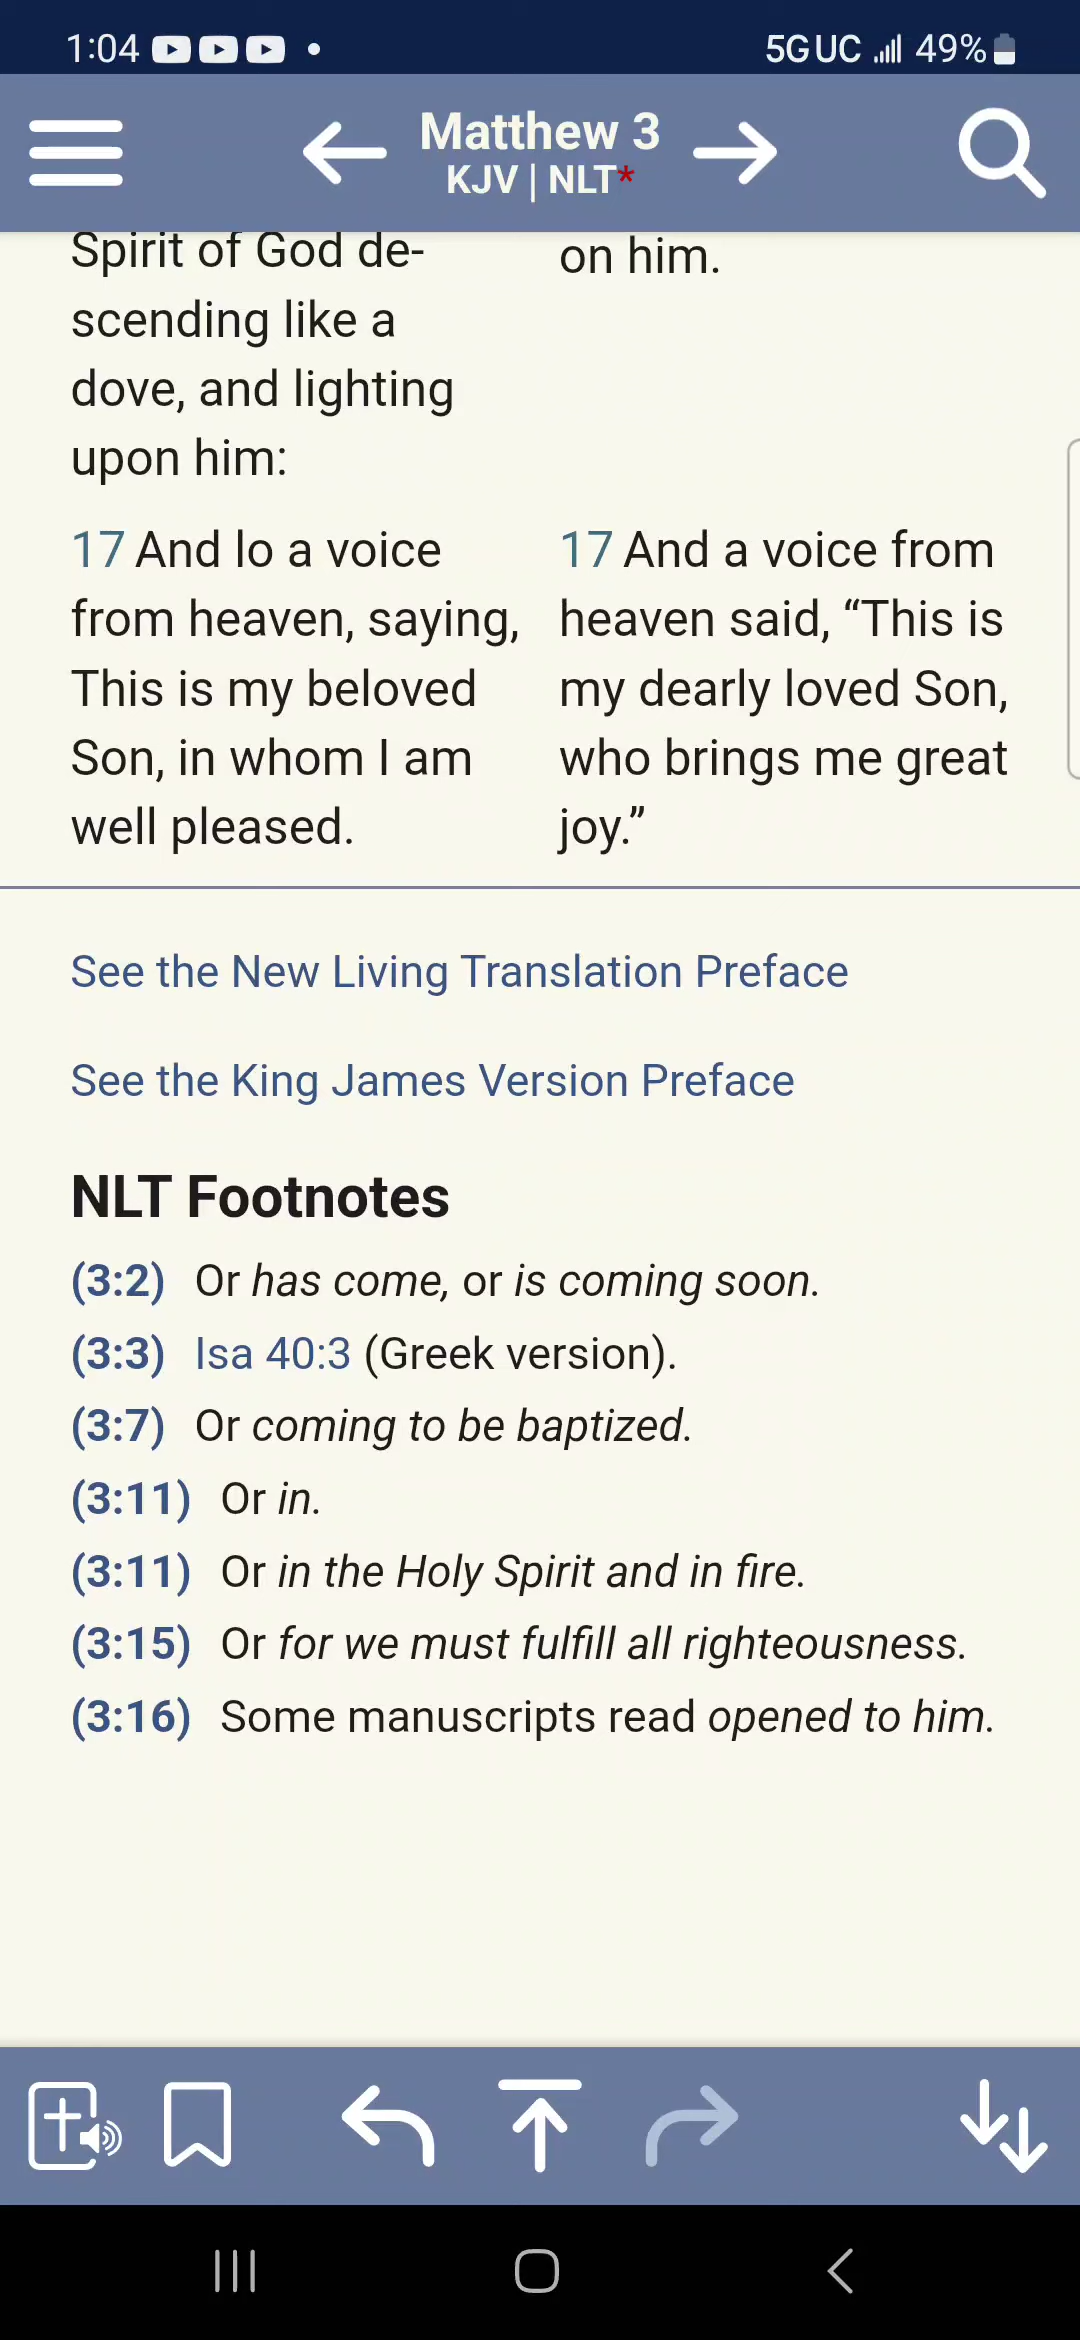 1:04
5G UC 49%
Matthew 3
KJV | NLT*
Spirit of God de-
scending like a
dove, and lighting
upon him:
on him.
17 And lo a voice
from heaven, saying,
This is my beloved
Son, in whom I am
well pleased.
17 And a voice from
heaven said, “This is
my dearly loved Son,
who brings me great
joy.”
See the New Living Translation Preface
See the King James Version Preface
NLT Footnotes
(3:2) Or has come, or is coming soon.
(3:3) Isa 40:3 (Greek version).
(3:7) Or coming to be baptized.
(3:11) Or in.
(3:11) Or in the Holy Spirit and in fire.
(3:15) Or for we must fulfill all righteousness.
(3:16) Some manuscripts read opened to him.